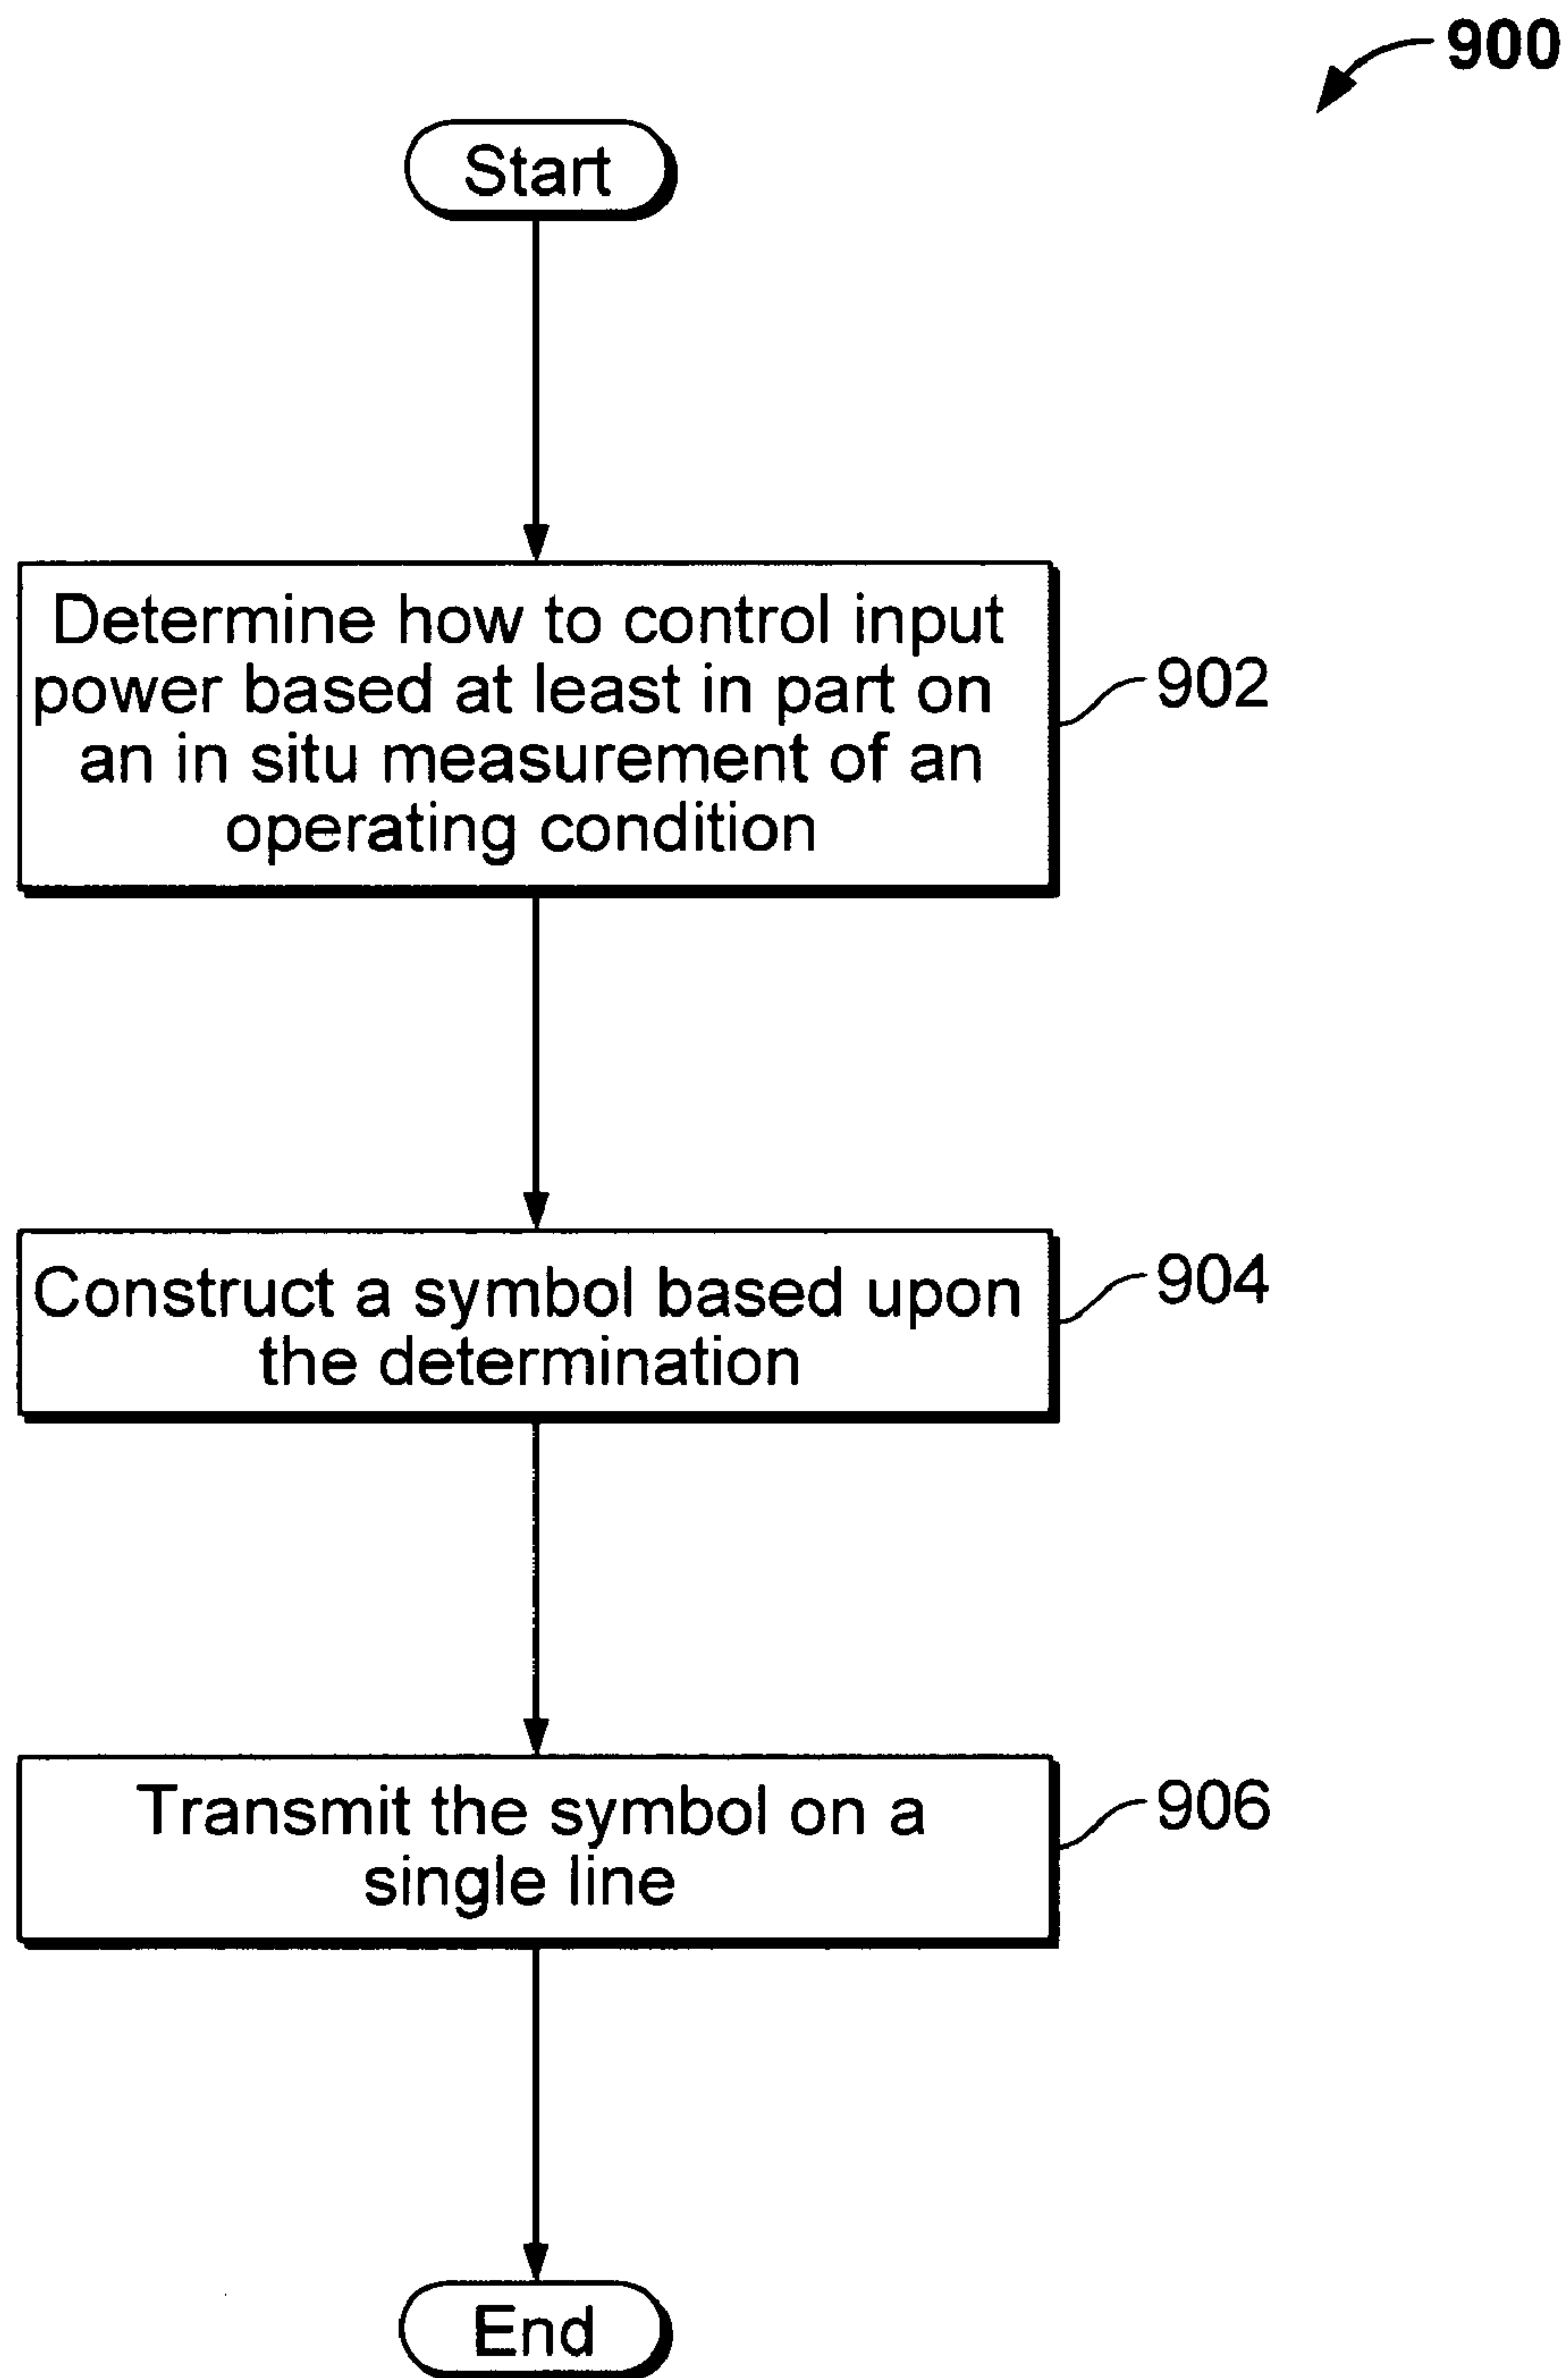 900
Start
Determine how to control input
power based at least in part on
an in situ measurement of an
operating condition
902
Construct a symbol based upon
the determination
904
Transmit the symbol on a
single line
906
End